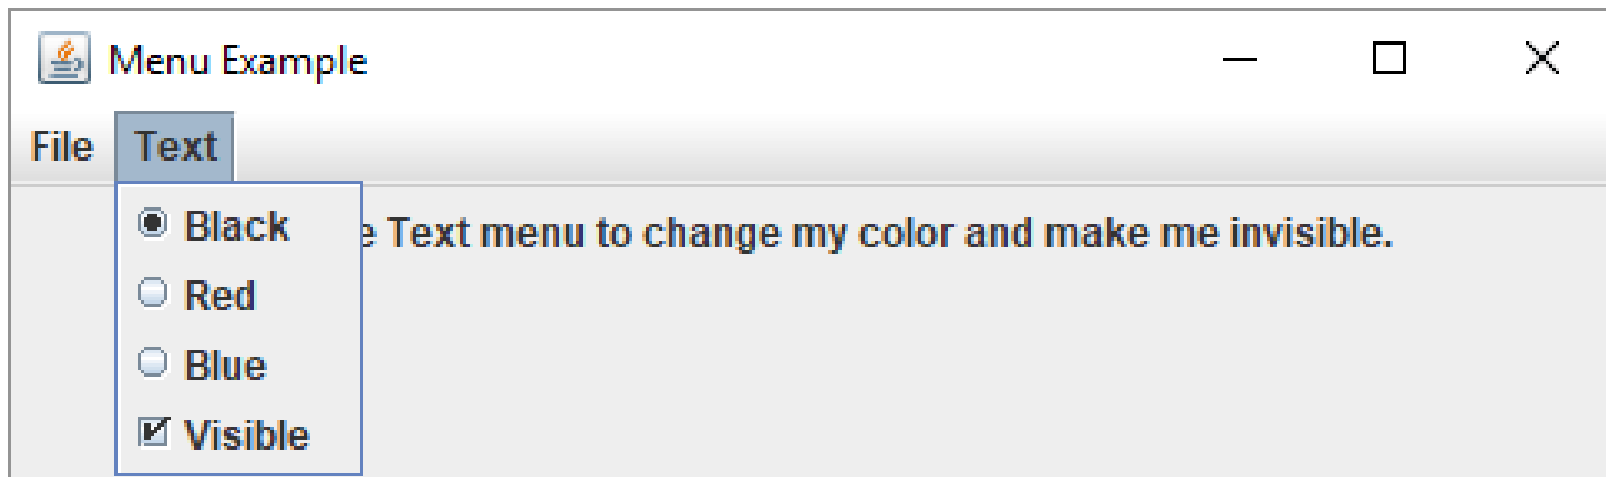 Menu Example
File Text
Black
e Text menu to change my color and make me invisible.
Red
Blue
Visible